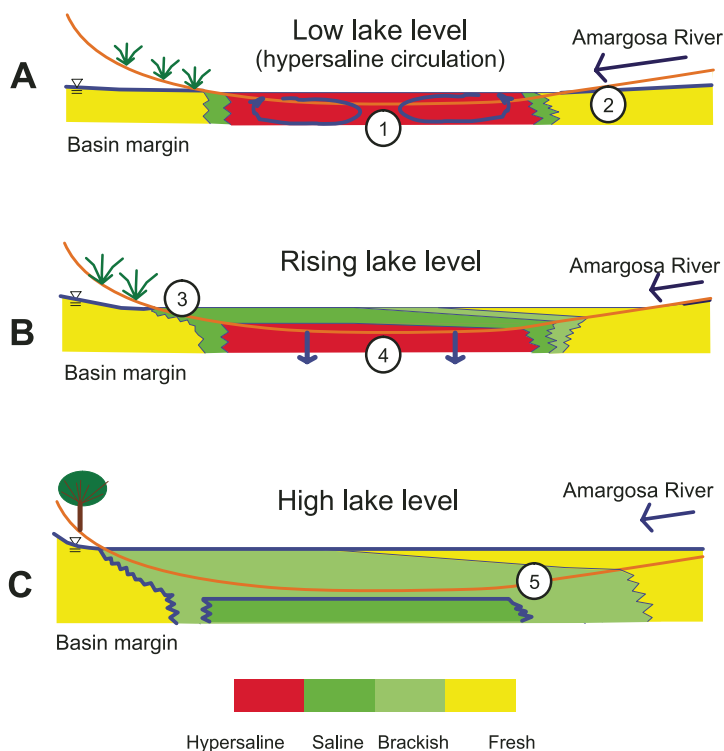 Low lake level
(hypersaline circulation)
Amargosa River
A
1
2
Basin margin
Rising lake level
Amargosa River
3
B
4
Basin margin
High lake level
Amargosa River
C
5
Basin margin
Hypersaline Saline Brackish Fresh